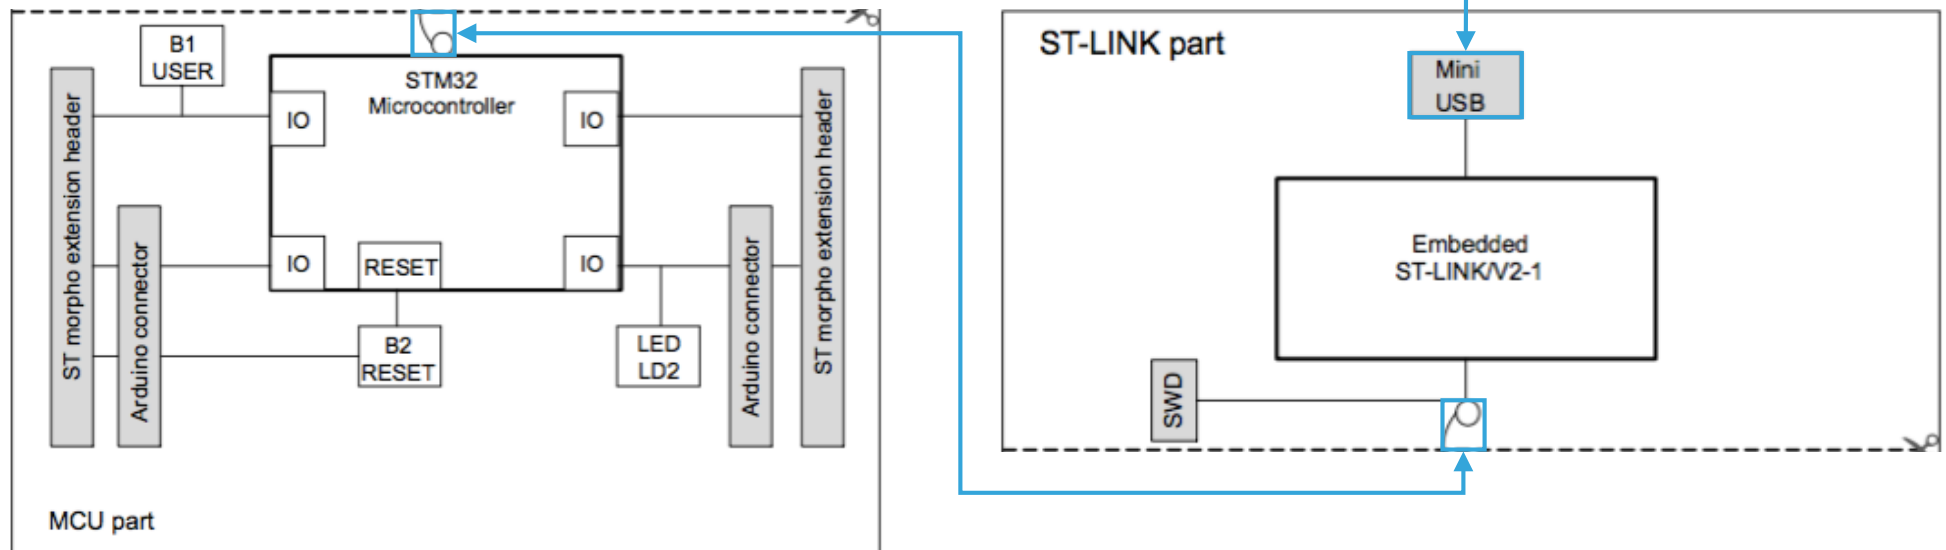 B1
USER
STM32
Microcontroller
IO
IO
ST morpho extension header
Arduino connector
IO
RESET
IO
B2
RESET
LED
LD2
Arduino connector
ST morpho extension header
MCU part
ST-LINK part
Mini
USB
Embedded
ST-LINK/V2-1
SWD